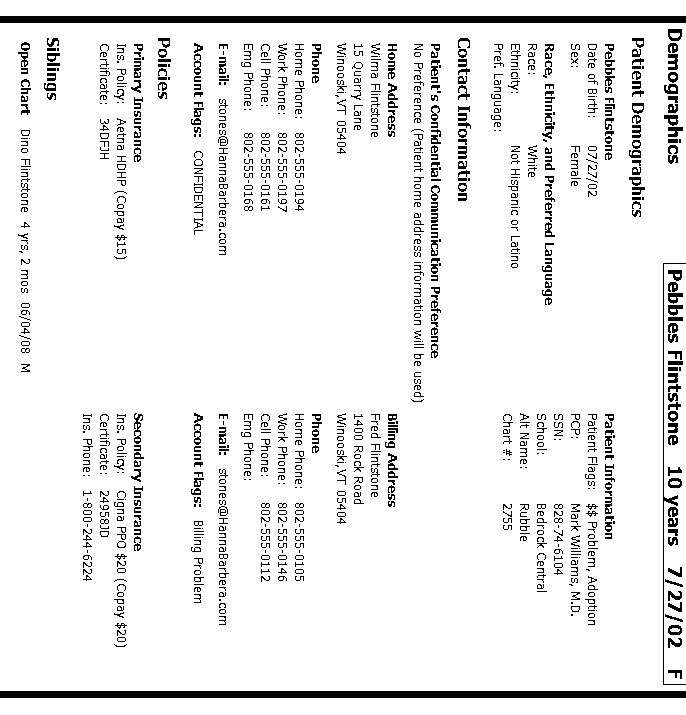 Demographics
Pebbles Flintstone 10 years 7/27/02 F
Patient Demographics
Pebbles Flintstone
Date of Birth: 07/27/02
Sex: Female
Race, Ethnicity, and Preferred Language
Race: White
Ethnicity: Not Hispanic or Latino
Pref. Language:
Patient Information
Patient Flags: $$ Problem, Adoption
PCP: Mark Williams, M.D.
SSN: 828-74-6104
School: Bedrock Central
Alt Name: Rubble
Chart #: 2755
Contact Information
Patient's Confidential Communication Preference
No Preference (Patient home address information will be used)
Home Address
Wilma Flintstone
15 Quarry Lane
Winooski,VT 05404
Phone
Home Phone: 802-555-0194
Work Phone: 802-555-0197
Cell Phone: 802-555-0161
Emg Phone: 802-555-0168
E-mail: stones@HannaBarbera.com
Account Flags: CONFIDENTIAL
Billing Address
Fred Flintstone
1400 Rock Road
Winooski,VT 05404
Phone
Home Phone: 802-555-0105
Work Phone: 802-555-0146
Cell Phone: 802-555-0112
Emg Phone:
E-mail: stones@HannaBarbera.com
Account Flags: Billing Problem
Policies
Primary Insurance
Ins. Policy: Aetna HDHP (Copay $15)
Certificate: 34DFJH
Secondary Insurance
Ins. Policy: Cigna PPO $20 (Copay $20)
Certificate: 24958JD
Ins. Phone: 1-800-244-6224
Siblings
Open Chart Dino Flintstone 4 yrs, 2 mos 06/04/08 M